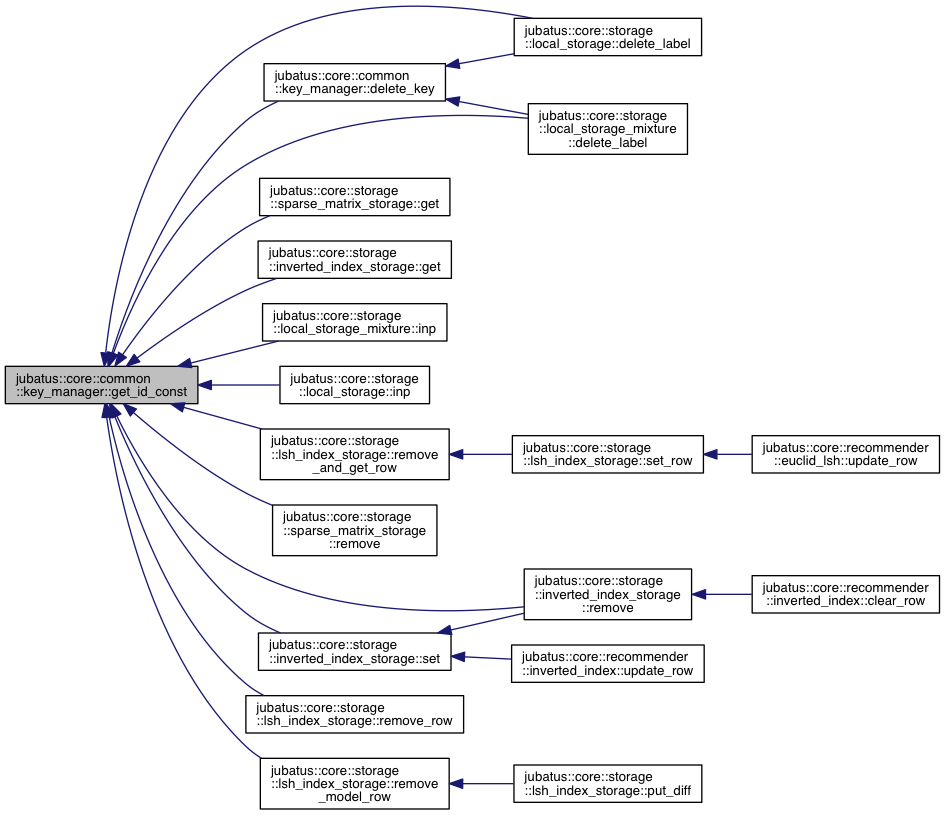 jubatus::core::storage
::local_storage::delete_label
jubatus::core::common
::key_manager::delete_key
jubatus::core::storage
::local_storage_mixture
::delete_label
jubatus::core::storage
::sparse_matrix_storage::get
jubatus::core::storage
::inverted_index_storage::get
jubatus::core::storage
::local_storage_mixture::inp
jubatus::core::common
::key_manager::get_id_const
jubatus::core::storage
::local_storage::inp
jubatus::core::storage
::lsh_index_storage::remove
_and_get_row
jubatus::core::storage
::lsh_index_storage::set_row
jubatus::core::recommender
::euclid_lsh::update_row
jubatus::core::storage
::sparse_matrix_storage
::remove
jubatus::core::storage
::inverted_index_storage
::remove
jubatus::core::recommender
::inverted_index::clear_row
jubatus::core::storage
::inverted_index_storage::set
jubatus::core::recommender
::inverted_index::update_row
jubatus::core::storage
::lsh_index_storage::remove_row
jubatus::core::storage
::lsh_index_storage::remove
_model_row
jubatus::core::storage
::lsh_index_storage::put_diff